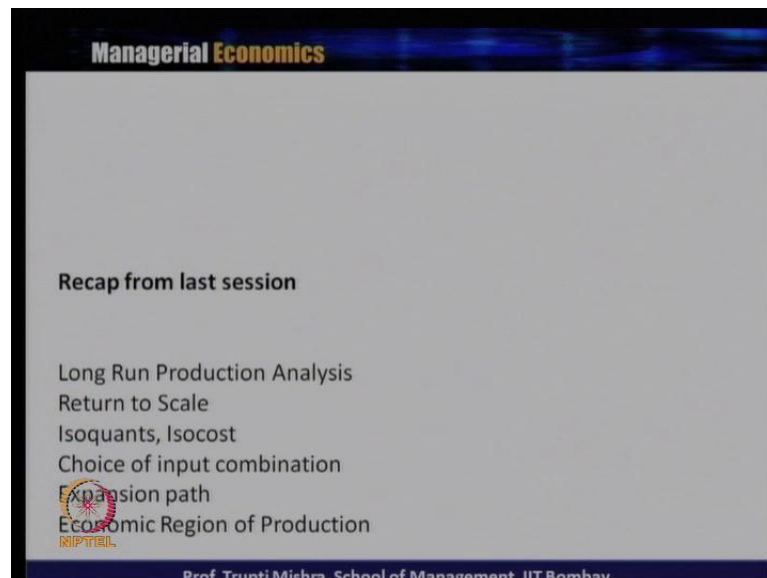 Managerial Economics
Recap from last session
Long Run Production Analysis
Return to Scale
Isoquants, Isocost
Choice of input combination
Expansion path
Economic Region of Production
NPTEL
Prof. Trupti Mishra, School of Management, IIT Bombay